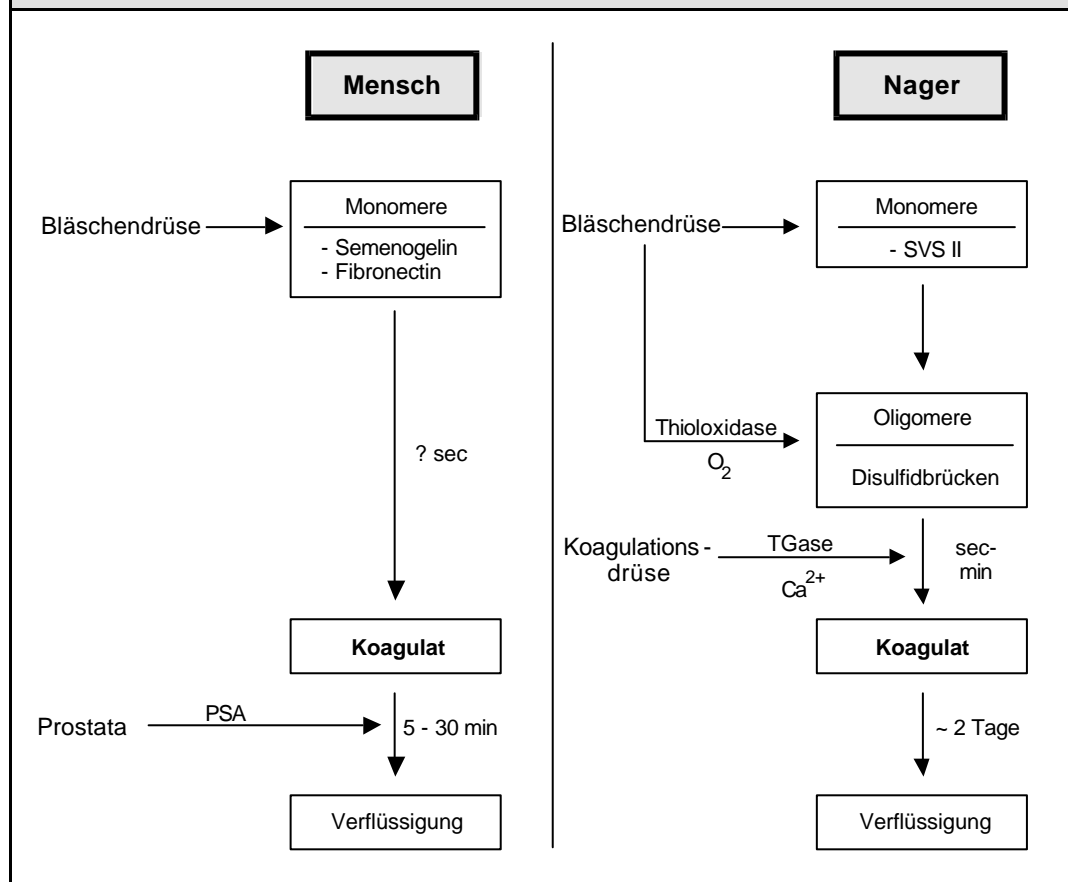 Mensch
Bläschendrüse
Monomere
- Semenogelin
- Fibronectin
? sec
Koagulat
Prostata
PSA
5 - 30 min
Verflüssigung
Nager
Bläschendrüse
Monomere
- SVS II
Thioloxidase
O2
Oligomere
Disulfidbrücken
Koagulations -
drüse
TGase
Ca2+
sec-
min
Koagulat
~ 2 Tage
Verflüssigung